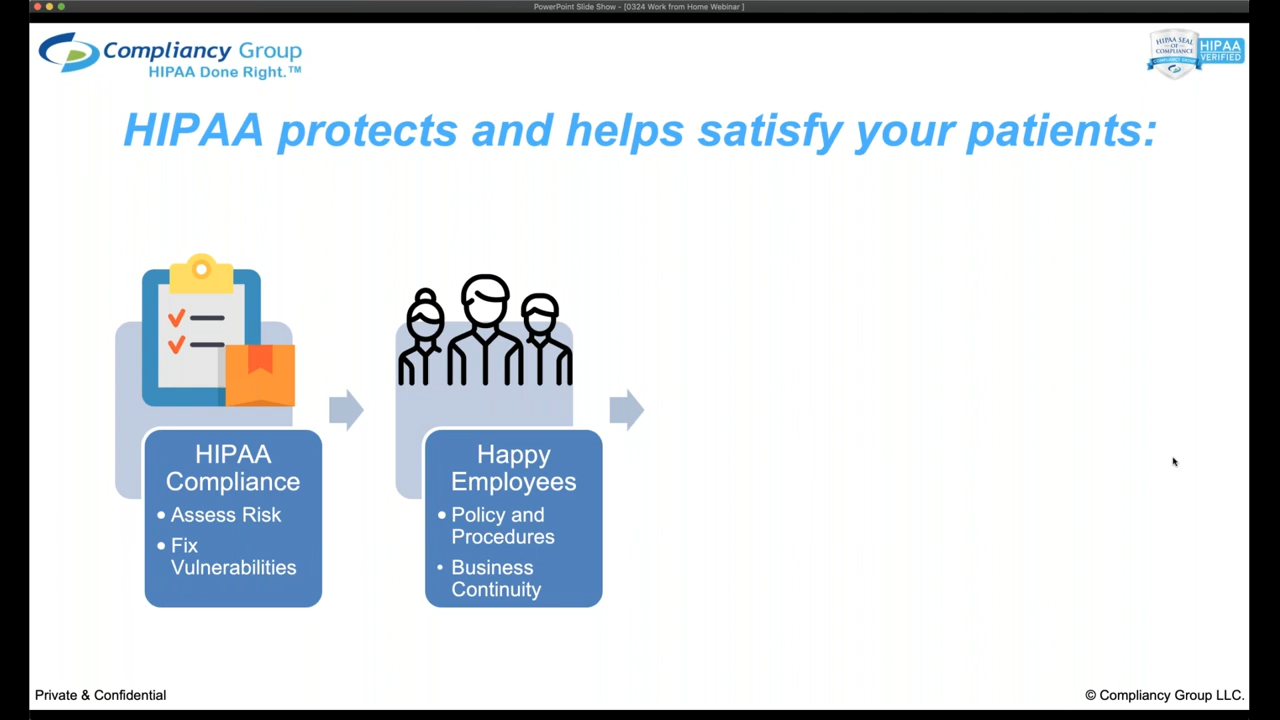 PowerPoint Slide Show - [0324 Work from Home Webinar ]
Compliancy Group
HIPAA Done Right.™
HIPAA SEAL
OF
COMPLIANCE
COMPLIANCY GROUP
HIPAA
VERIFIED
HIPAA protects and helps satisfy your patients:
HIPAA
Compliance
• Assess Risk
• Fix
Vulnerabilities
Happy
Employees
• Policy and
Procedures
• Business
Continuity
Private & Confidential
© Compliancy Group LLC.